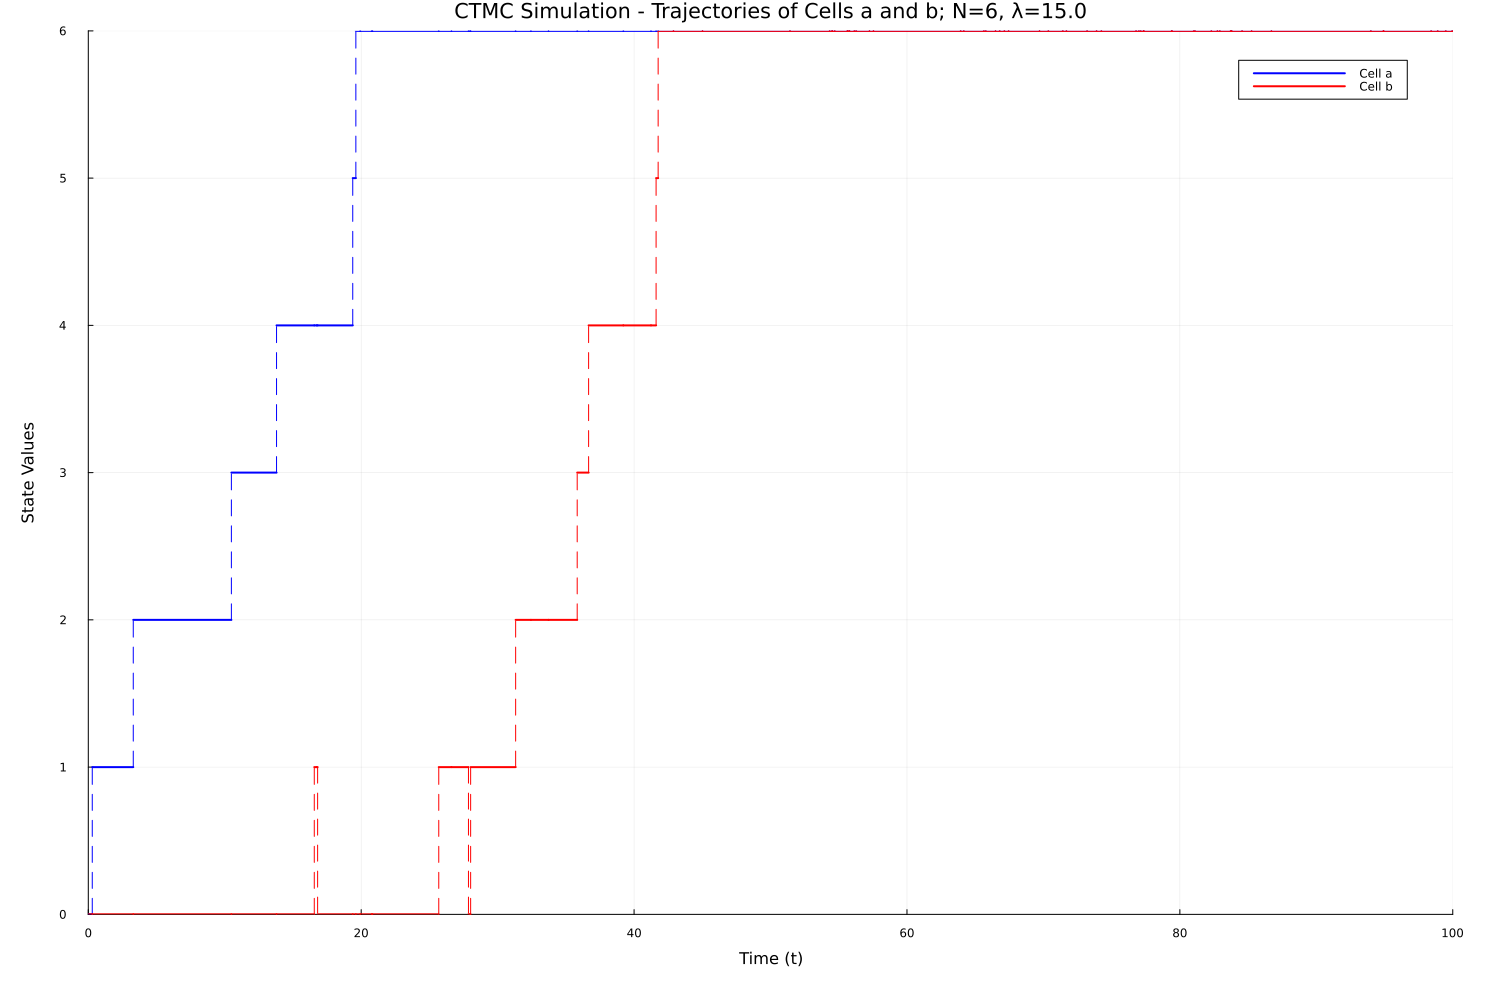 CTMC Simulation - Trajectories of Cells a and b; N=6, λ=15.0
6
Cell a
Cell b
5
4
State Values
3
2
1
0
0 20 40 60 80 100
Time (t)